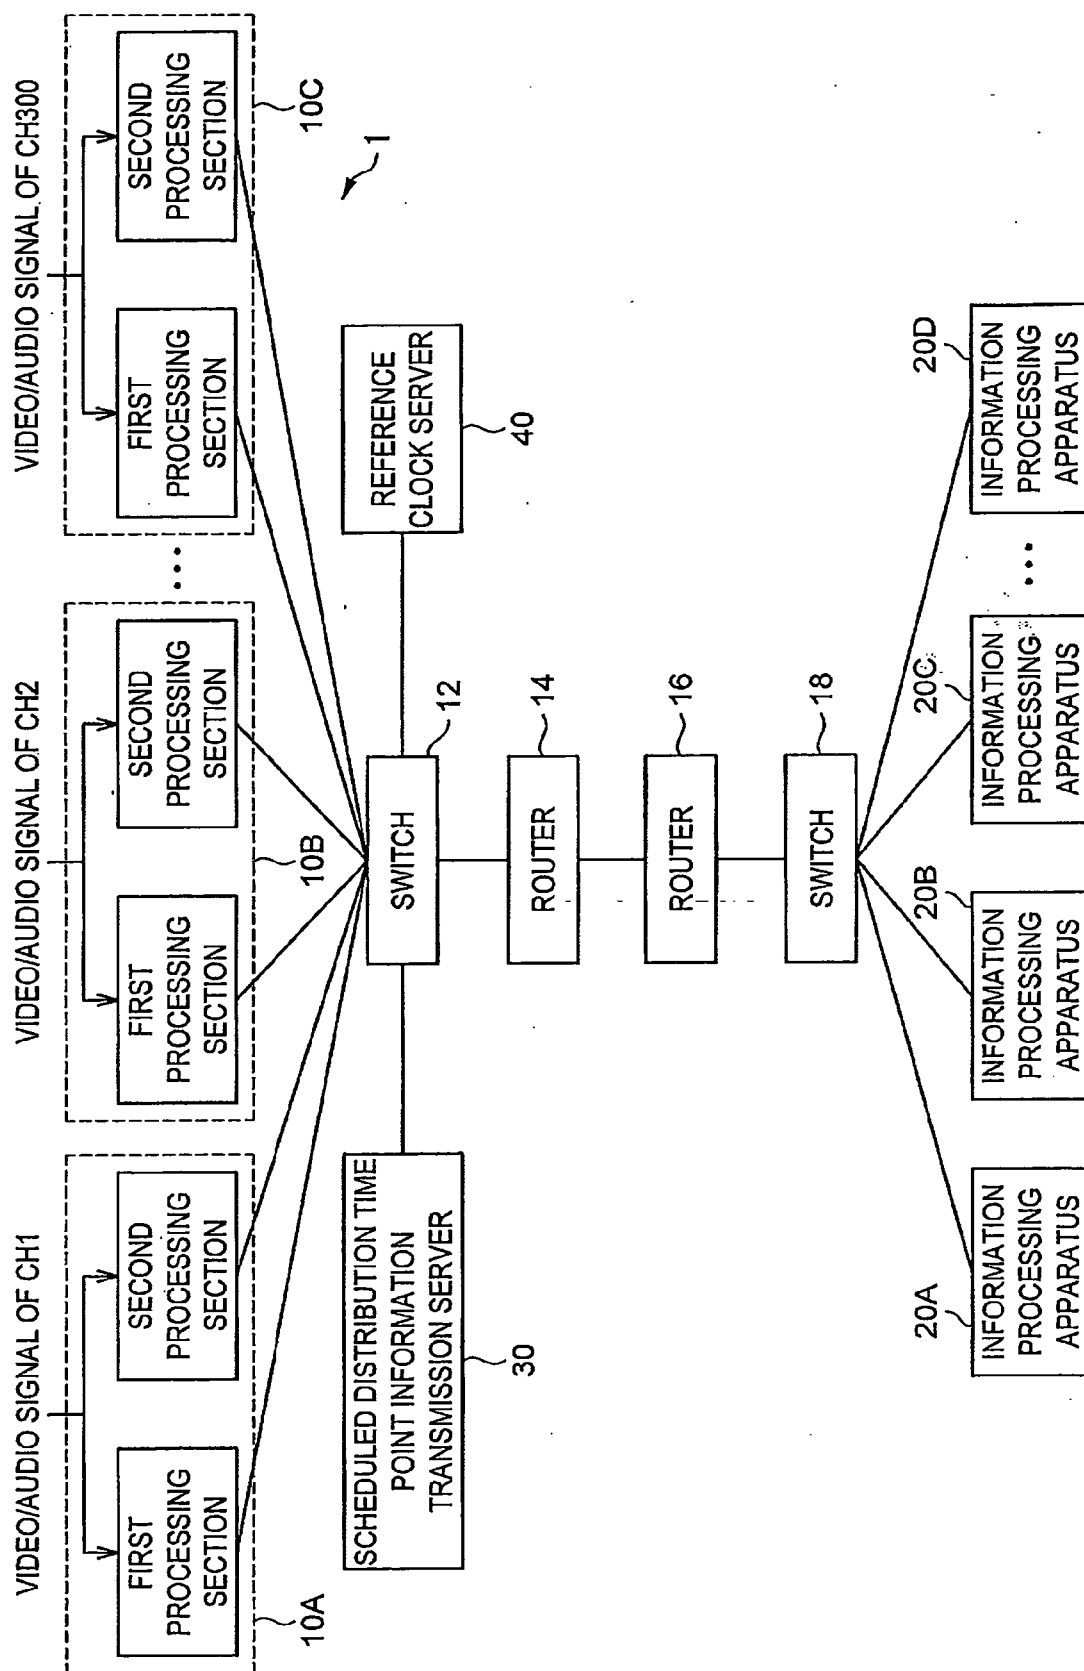 VIDEO/AUDIO SIGNAL OF CH1
VIDEO/AUDIO SIGNAL OF CH2
VIDEO/AUDIO SIGNAL OF CH300
FIRST
PROCESSING
SECTION
SECOND
PROCESSING
SECTION
FIRST
PROCESSING
SECTION
SECOND
PROCESSING
SECTION
...
FIRST
PROCESSING
SECTION
SECOND
PROCESSING
SECTION
10A
10B
10C
1
SCHEDULED DISTRIBUTION TIME
POINT INFORMATION
TRANSMISSION SERVER
30
SWITCH
12
REFERENCE
CLOCK SERVER
40
ROUTER
14
ROUTER
16
SWITCH
18
20A
20B
20C
20D
INFORMATION
PROCESSING
APPARATUS
INFORMATION
PROCESSING
APPARATUS
INFORMATION
PROCESSING
APPARATUS
...
INFORMATION
PROCESSING
APPARATUS